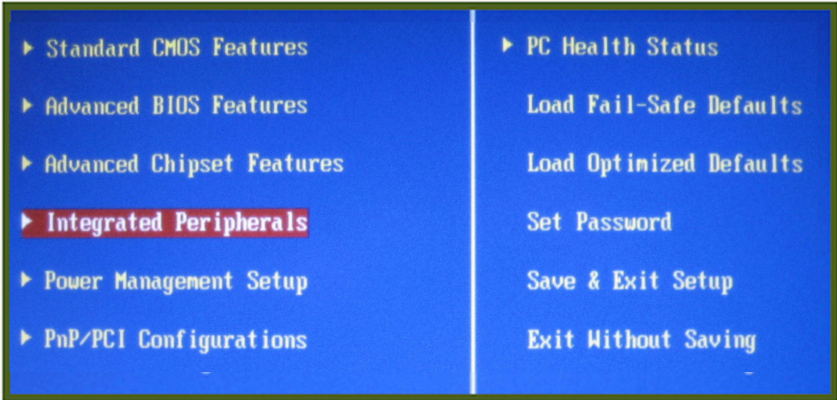 Standard CMOS Features
Advanced BIOS Features
Advanced Chipset Features
Integrated Peripherals
Power Management Setup
PnP/PCI Configurations
PC Health Status
Load Fail-Safe Defaults
Load Optimized Defaults
Set Password
Save & Exit Setup
Exit Without Saving